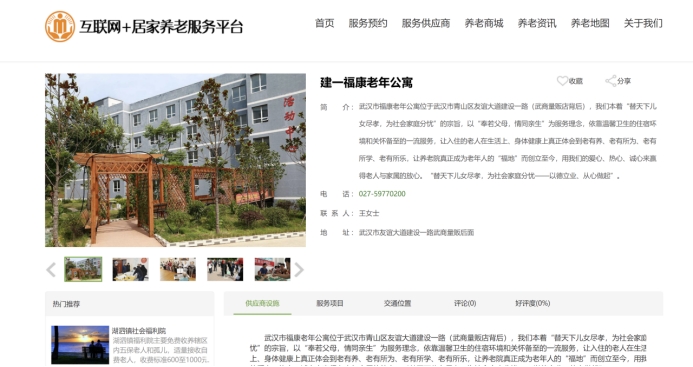 互联网+居家养老服务平台
首页 服务预约 服务供应商 养老商城 养老资讯 养老地图 关于我们
建一福康老年公寓
收藏 分享
活动中心
简 介： 武汉市福康老年公寓位于武汉市青山区友谊大道建设一路（武商量贩店背后），我们本着“替天下儿
女尽孝，为社会家庭分忧”的宗旨，以“奉若父母，情同亲生”为服务理念，依靠温馨卫生的住宿环
境和关怀备至的一流服务，让入住的老人在生活上、身体健康上真正体会到老有养、老有所为、老有
所学、老有所乐，让养老院真正成为老年人的“福地”而创立至今，用我们的爱心、热心、诚心来赢
得老人与家属的放心。 “替天下儿女尽孝，为社会家庭分忧——以德立业，从心做起”。
电 话： 027-59770200
联 系 人： 王女士
地 址： 武汉市友谊大道建设一路武商量贩后面
热门推荐
供应商设施 服务项目 交通位置 评论(0) 好评度(0%)
湖泗镇社会福利院
湖泗镇福利院主要免费收养辖区
内五保老人和孤儿，适量接收自
费老人，收费标准600至1000元.
武汉市福康老年公寓位于武汉市青山区友谊大道建设一路（武商量贩店背后），我们本着“替天下儿女尽孝，为社会家庭分
忧”的宗旨，以“奉若父母，情同亲生”为服务理念，依靠温馨卫生的住宿环境和关怀备至的一流服务，让入住的老人在生活
上、身体健康上真正体会到老有养、老有所为、老有所学、老有所乐，让养老院真正成为老年人的“福地”而创立至今，用我